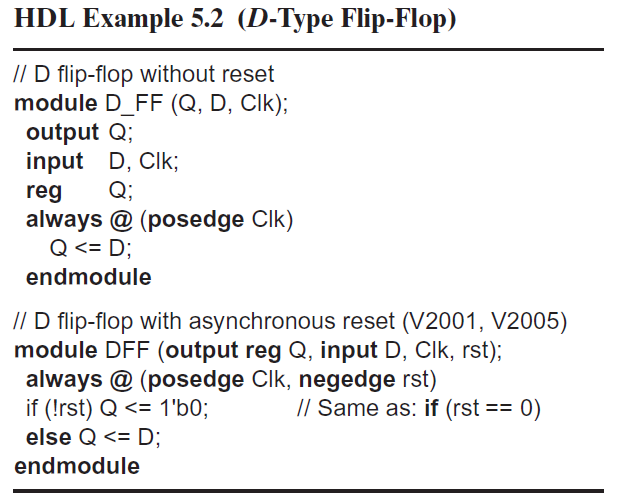 HDL Example 5.2 (D-Type Flip-Flop)
// D flip-flop without reset
module D_FF (Q, D, Clk);
output Q;
input D, Clk;
reg Q;
always @ (posedge Clk)
Q <= D;
endmodule
// D flip-flop with asynchronous reset (V2001, V2005)
module DFF (output reg Q, input D, Clk, rst);
always @ (posedge Clk, negedge rst)
if (!rst) Q <= 1'b0; // Same as: if (rst == 0)
else Q <= D;
endmodule